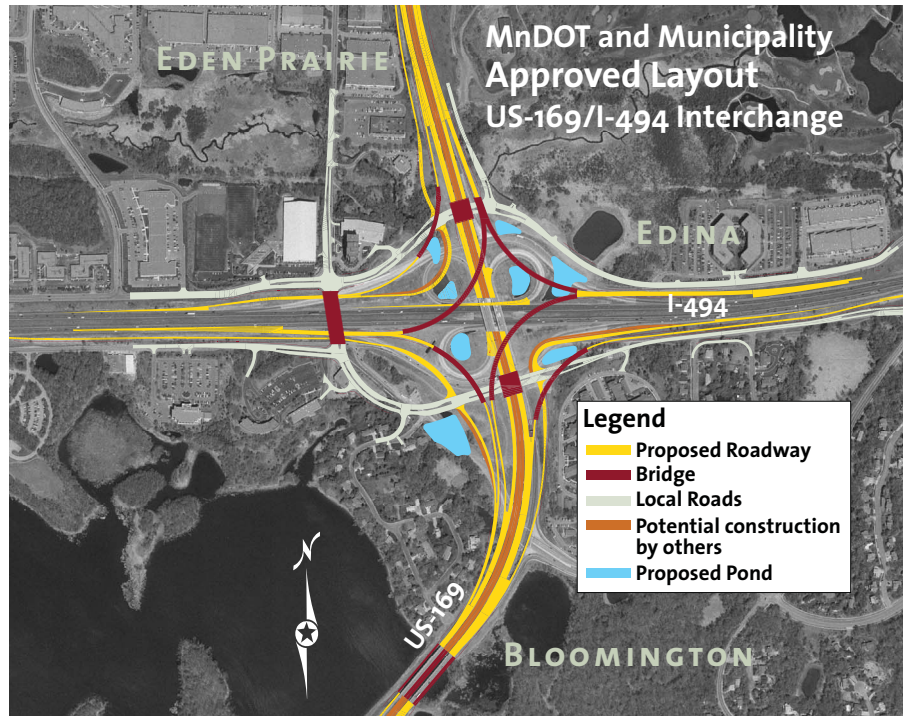 EDEN PRAIRIE
MnDOT and Municipality
Approved Layout
US-169/I-494 Interchange
EDINA
I-494
Legend
Proposed Roadway
Bridge
Local Roads
Potential construction
by others
Proposed Pond
N
US-169
BLOOMINGTON